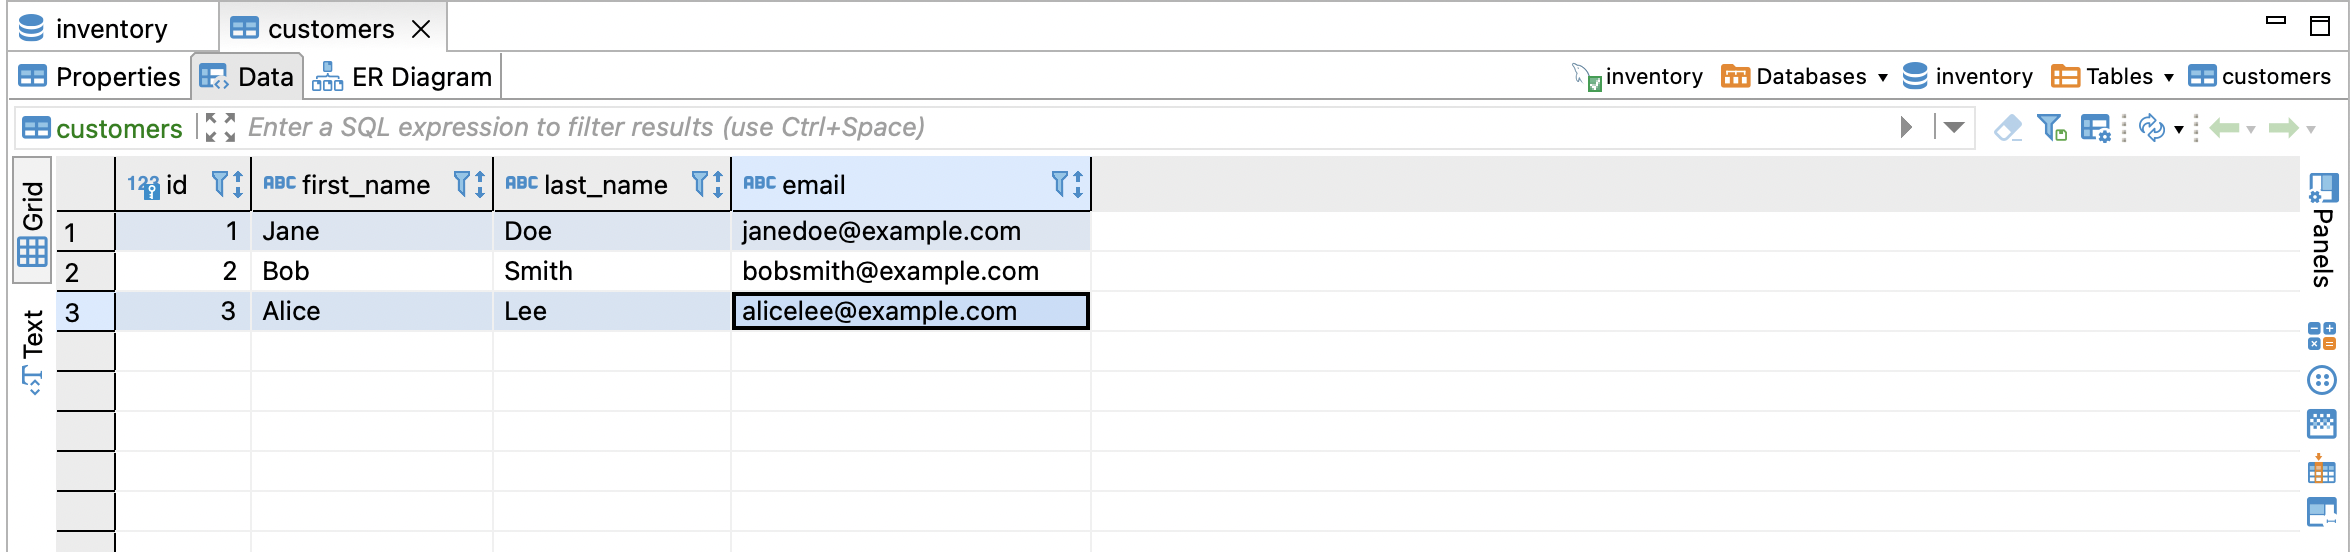 inventory customers
Properties Data ER Diagram inventory Databases inventory Tables customers
customers Enter a SQL expression to filter results (use Ctrl+Space)
Grid
Text
Panels
123 id ABC first_name ABC last_name ABC email
1 1 Jane Doe janedoe@example.com
2 2 Bob Smith bobsmith@example.com
3 3 Alice Lee alicelee@example.com